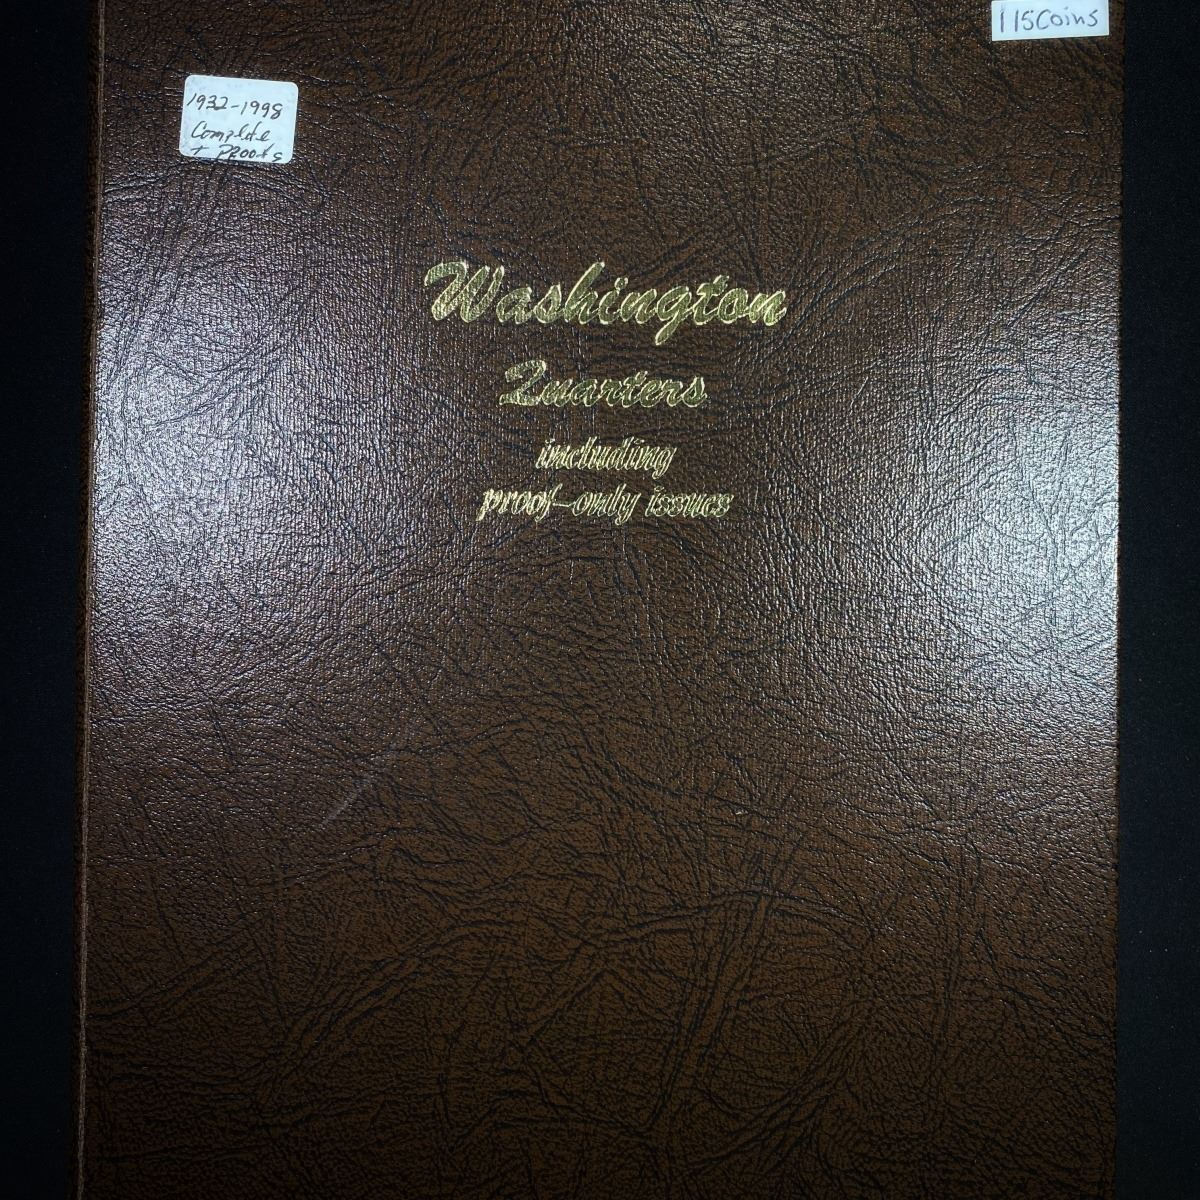 115Coins
1932-1998
Complete
+ Proofs
Washington
Quarters
including
proof-only issues